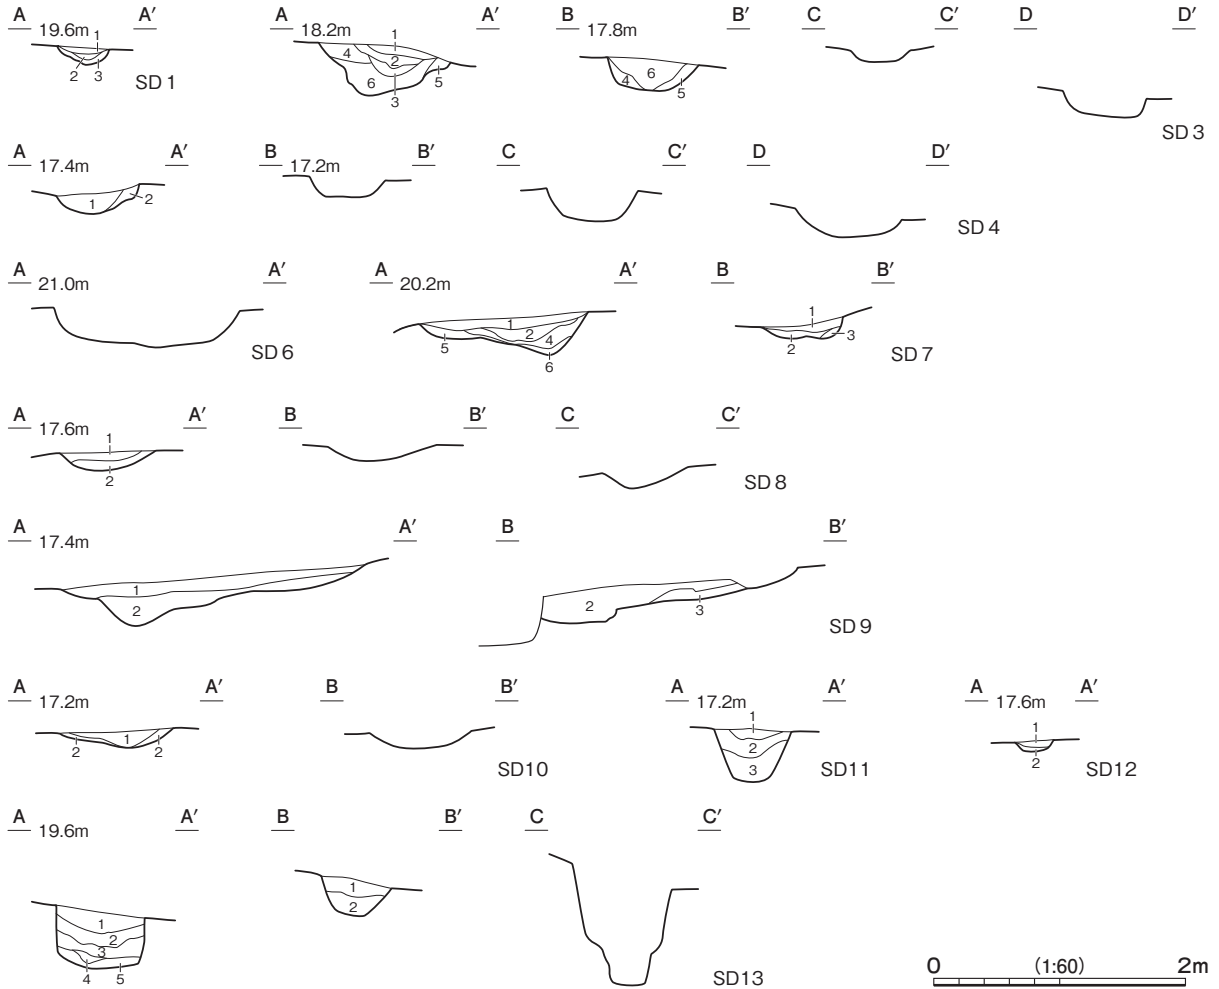 A A′ A A′ B B′ C C′ D D′
19.6m 18.2m 17.8m
1 2 3 SD 1
1 4 2 6 3 5
6 4 5
SD 3
A A′ B B′ C C′ D D′
17.4m 17.2m
1 2
SD 4
A A′ A A′ B B′
21.0m 20.2m
SD 6
1 2 4 5 6
1 2 3
SD 7
A A′ B B′ C C′
17.6m
1 2
SD 8
A A′ B B′
17.4m
1 2
2 3
SD 9
A A′ B B′ A A′ A A′
17.2m 17.2m 17.6m
2 1 2
SD10
1 2 3
SD11
1 2
SD12
A A′ B B′ C C′
19.6m
1 2 3 4 5
1 2
SD13
0 (1:60) 2m